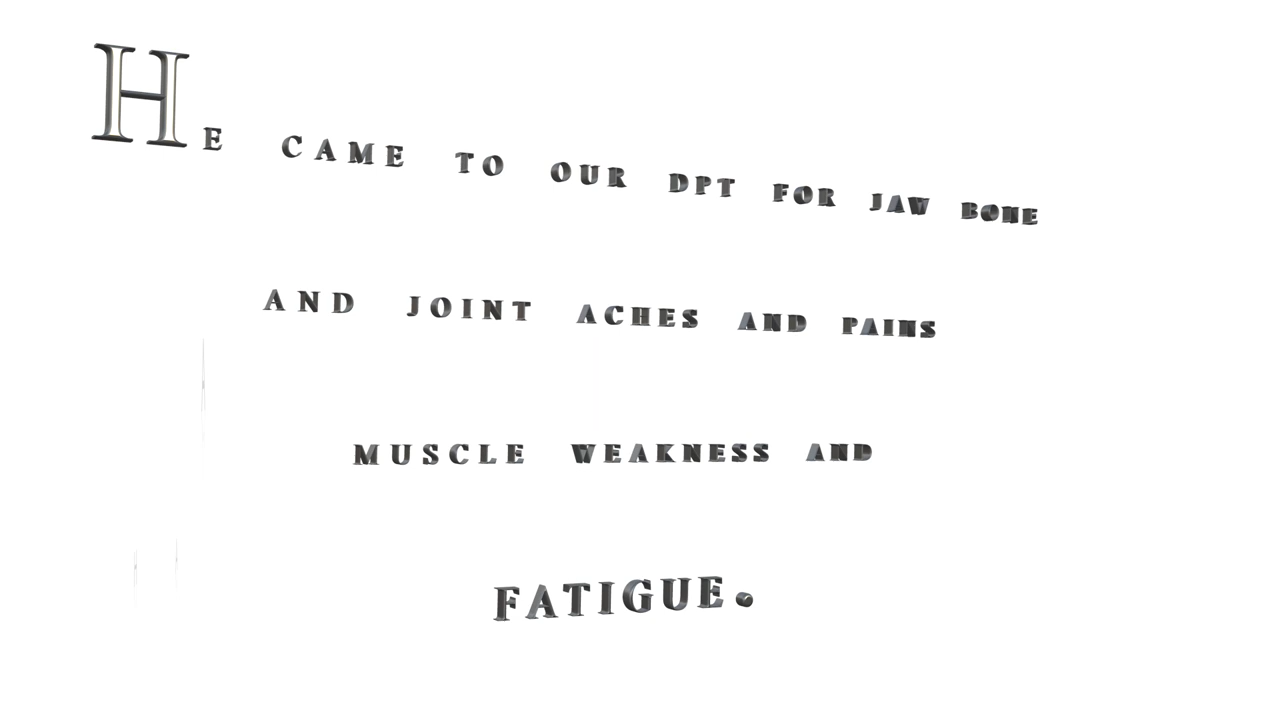 HE CAME TO OUR DPT FOR JAW BONE
AND JOINT ACHES AND PAINS
MUSCLE WEAKNESS AND
FATIGUE.